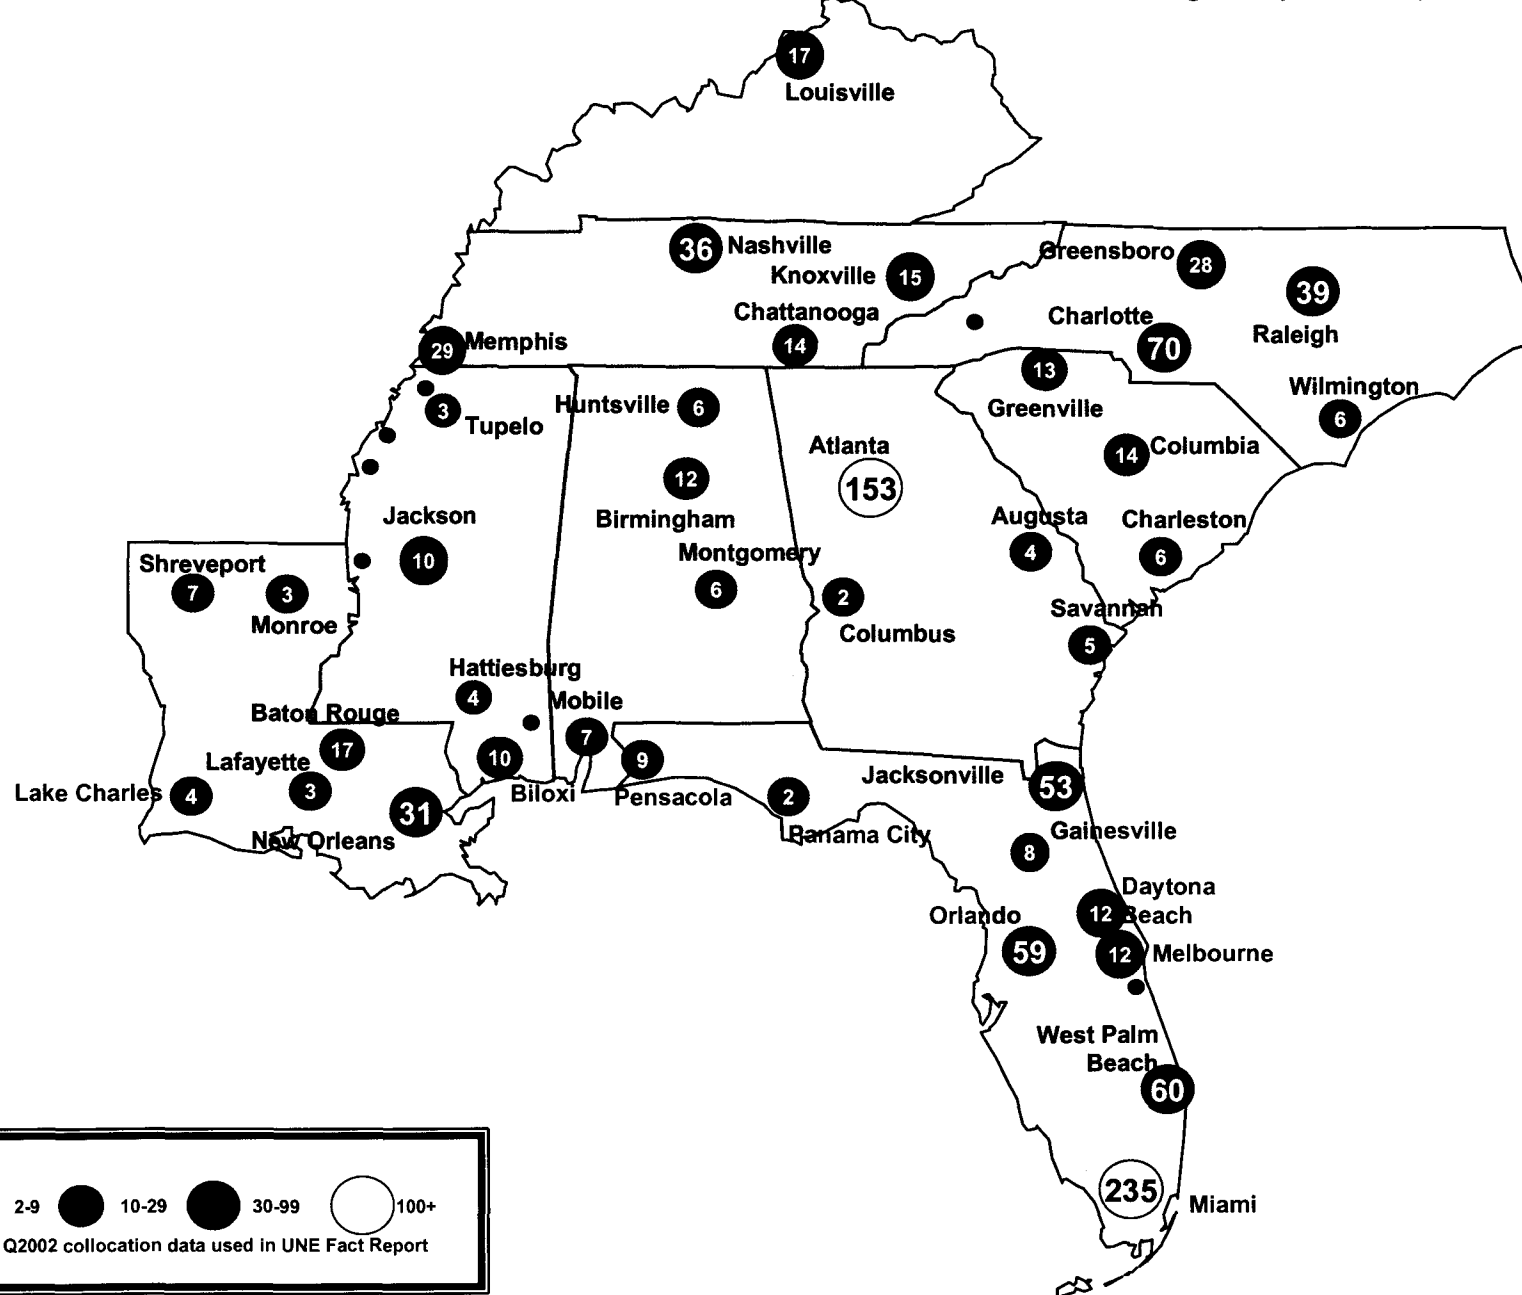 17
Louisville
36 Nashville
Knoxville 15
Greensboro 28
39
Raleigh
Chattanooga
14
Charlotte
70
29 Memphis
13
Greenville
Wilmington
6
3
Tupelo
Huntsville 6
Atlanta
153
14 Columbia
12
Birmingham
Jackson
10
Augusta
4
Charleston
6
Montgomery
6
Shreveport
7
3
Monroe
2
Columbus
Savannah
5
Hattiesburg
4
Mobile
7
Baton Rouge
17
Lafayette
3
Lake Charles 4
10
Biloxi
9
Pensacola
2
Panama City
Jacksonville 53
31
New Orleans
Gainesville
8
Daytona
12 Beach
Orlando
59
12 Melbourne
West Palm
Beach
60
235
Miami
2-9 10-29 30-99 100+
Q2002 collocation data used in UNE Fact Report